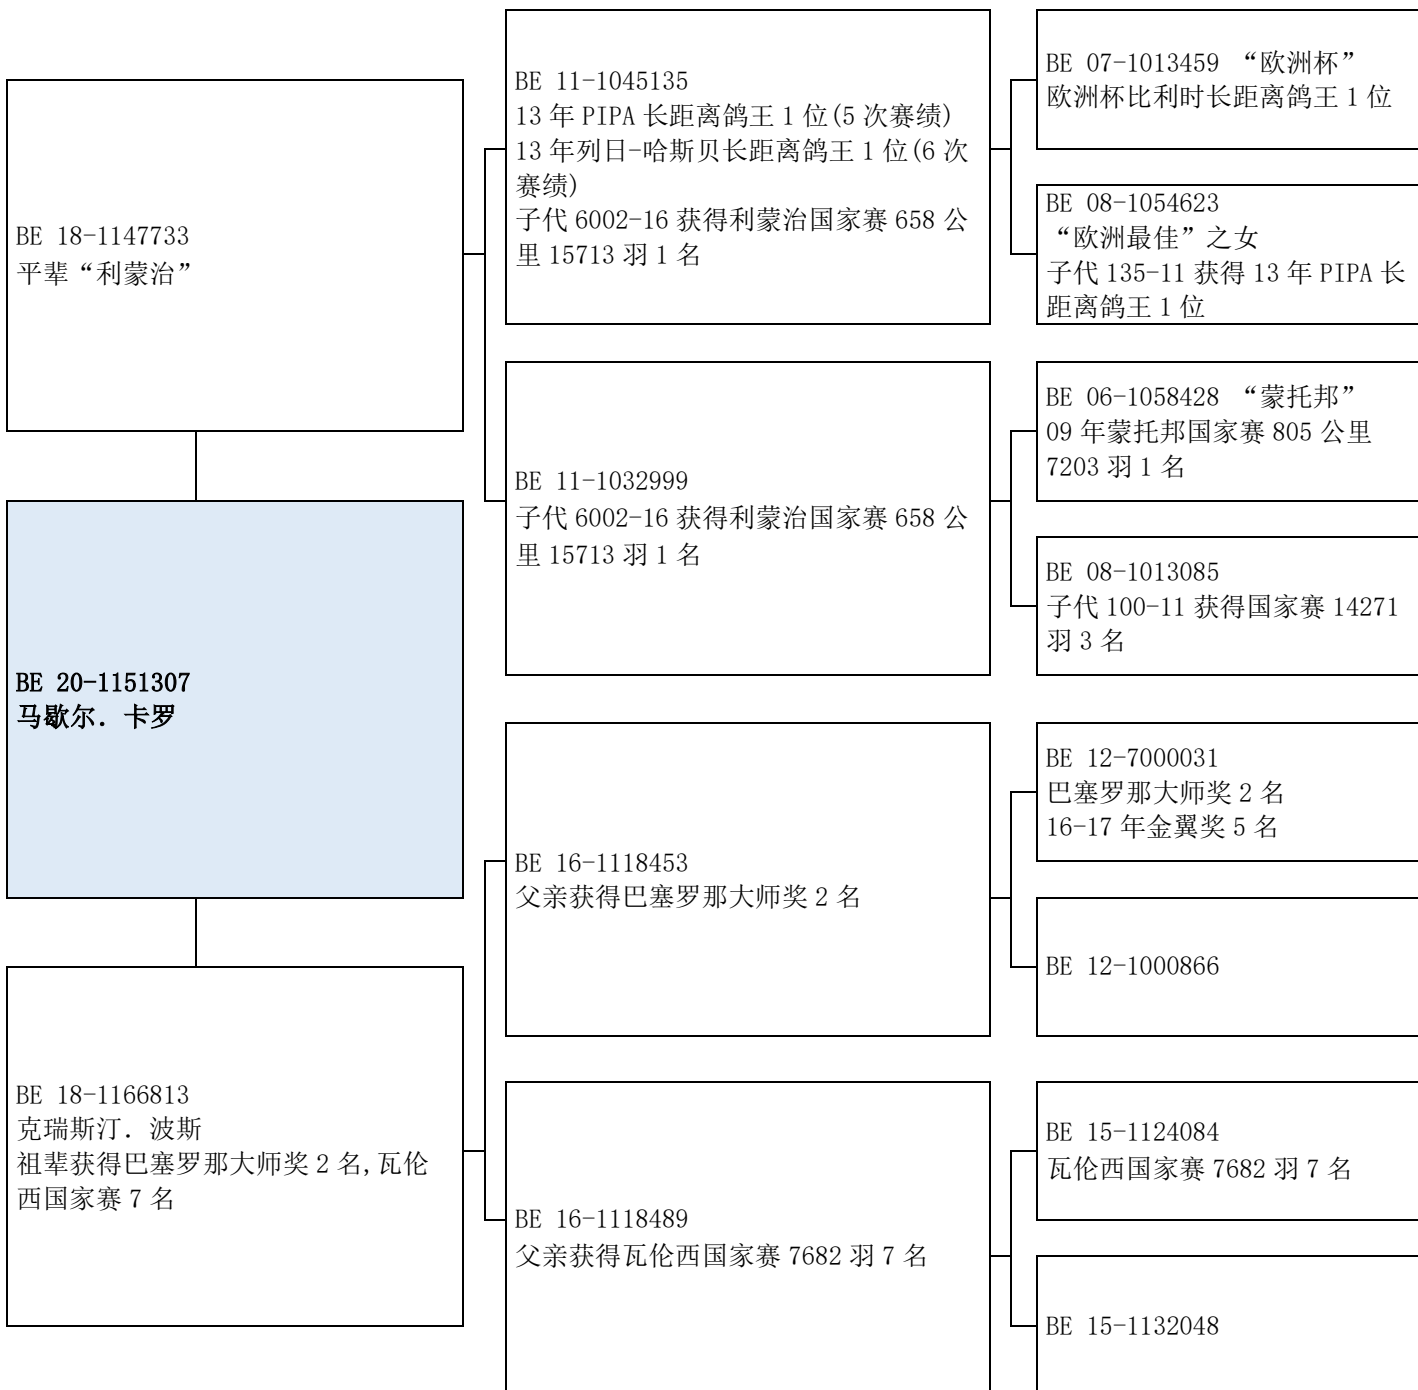 BE 18-1147733
平辈“利蒙治”
BE 20-1151307
马歇尔．卡罗
BE 18-1166813
克瑞斯汀．波斯
祖辈获得巴塞罗那大师奖 2 名,瓦伦
西国家赛 7 名
BE 11-1045135
13 年 PIPA 长距离鸽王 1 位(5 次赛绩)
13 年列日-哈斯贝长距离鸽王 1 位(6 次
赛绩)
子代 6002-16 获得利蒙治国家赛 658 公
里 15713 羽 1 名
BE 11-1032999
子代 6002-16 获得利蒙治国家赛 658 公
里 15713 羽 1 名
BE 16-1118453
父亲获得巴塞罗那大师奖 2 名
BE 16-1118489
父亲获得瓦伦西国家赛 7682 羽 7 名
BE 07-1013459 “欧洲杯”
欧洲杯比利时长距离鸽王 1 位
BE 08-1054623
“欧洲最佳”之女
子代 135-11 获得 13 年 PIPA 长
距离鸽王 1 位
BE 06-1058428 “蒙托邦”
09 年蒙托邦国家赛 805 公里
7203 羽 1 名
BE 08-1013085
子代 100-11 获得国家赛 14271
羽 3 名
BE 12-7000031
巴塞罗那大师奖 2 名
16-17 年金翼奖 5 名
BE 12-1000866
BE 15-1124084
瓦伦西国家赛 7682 羽 7 名
BE 15-1132048